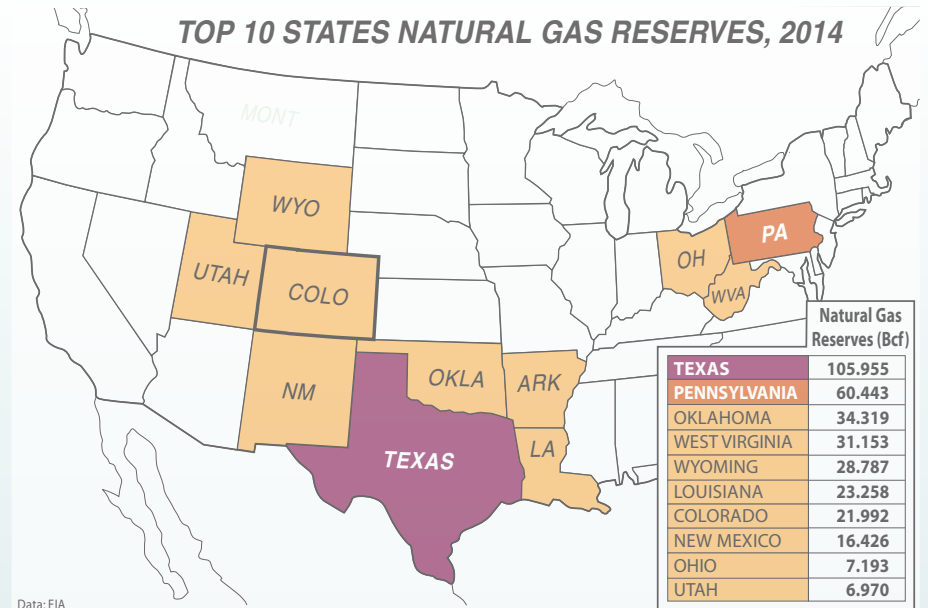 TOP 10 STATES NATURAL GAS RESERVES, 2014
MONT
WYO
UTAH
COLO
NM
OKLA
ARK
TEXAS
LA
OH
PA
WVA
Natural Gas
Reserves (Bcf)
TEXAS 105.955
PENNSYLVANIA 60.443
OKLAHOMA 34.319
WEST VIRGINIA 31.153
WYOMING 28.787
LOUISIANA 23.258
COLORADO 21.992
NEW MEXICO 16.426
OHIO 7.193
UTAH 6.970
Data: EIA